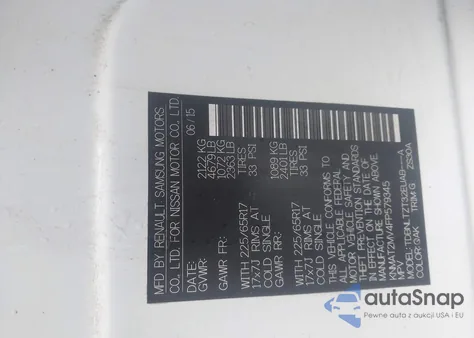 MFD BY RENAULT SAMSUNG MOTORS
CO., LTD. FOR NISSAN MOTOR CO., LTD.
DATE: 06/15
GVWR: 2122 KG
4679 LB
GAWR FR: 1072 KG
2363 LB
WITH 225/65R17 TIRES
17x7J RIMS AT 33 PSI
COLD SINGLE
GAWR RR: 1089 KG
2401 LB
WITH 225/65R17 TIRES
17x7J RIMS AT 33 PSI
COLD SINGLE
THIS VEHICLE CONFORMS TO
ALL APPLICABLE FEDERAL
MOTOR VEHICLE SAFETY AND
THEFT PREVENTION STANDARDS
IN EFFECT ON THE DATE OF
MANUFACTURE SHOWN ABOVE.
MPV
COLOR: QAK TRIM: G
autoSnap
Pewne auta z aukcji USA i EU